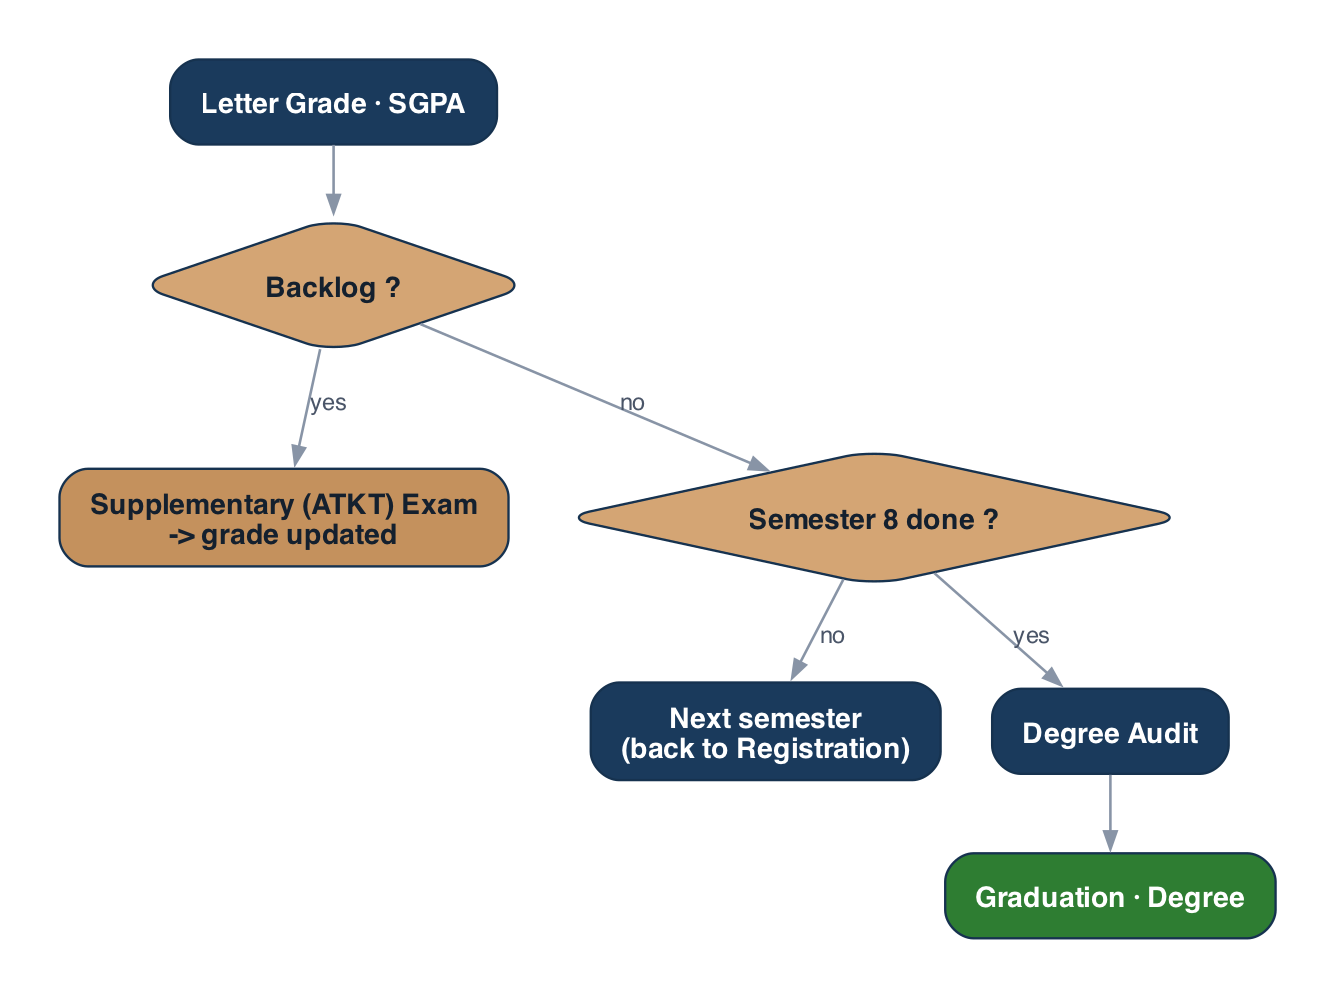 Letter Grade · SGPA
Backlog ?
yes
no
Supplementary (ATKT) Exam
-> grade updated
Semester 8 done ?
no
yes
Next semester
(back to Registration)
Degree Audit
Graduation · Degree